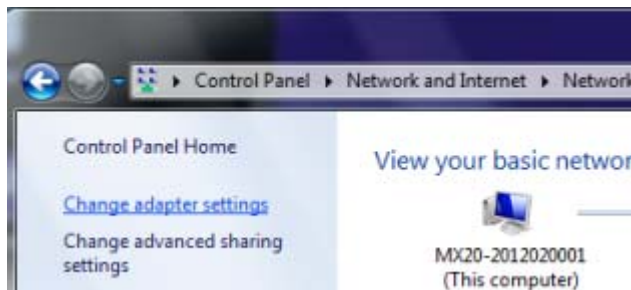 Control Panel Network and Internet Network
Control Panel Home
View your basic networ
Change adapter settings
Change advanced sharing
settings
MX20-2012020001
(This computer)